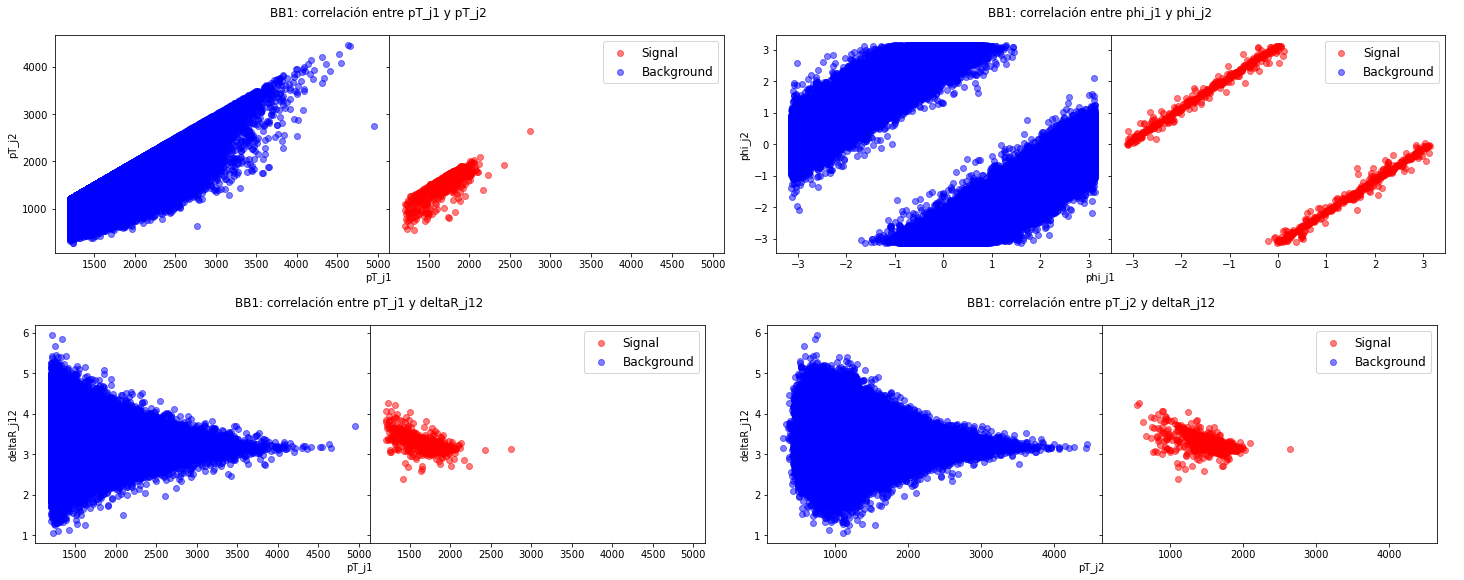 BB1: correlación entre pT_j1 y pT_j2
pT_j2
4000
3000
2000
1000
Signal
Background
1500 2000 2500 3000 3500 4000 4500 5000 1500 2000 2500 3000 3500 4000 4500 5000
pT_j1
BB1: correlación entre phi_j1 y phi_j2
phi_j2
3
2
1
0
−1
−2
−3
Signal
Background
−3 −2 −1 0 1 2 3 −3 −2 −1 0 1 2 3
phi_j1
BB1: correlación entre pT_j1 y deltaR_j12
deltaR_j12
6
5
4
3
2
1
Signal
Background
1500 2000 2500 3000 3500 4000 4500 5000 1500 2000 2500 3000 3500 4000 4500 5000
pT_j1
BB1: correlación entre pT_j2 y deltaR_j12
deltaR_j12
6
5
4
3
2
1
Signal
Background
1000 2000 3000 4000 1000 2000 3000 4000
pT_j2